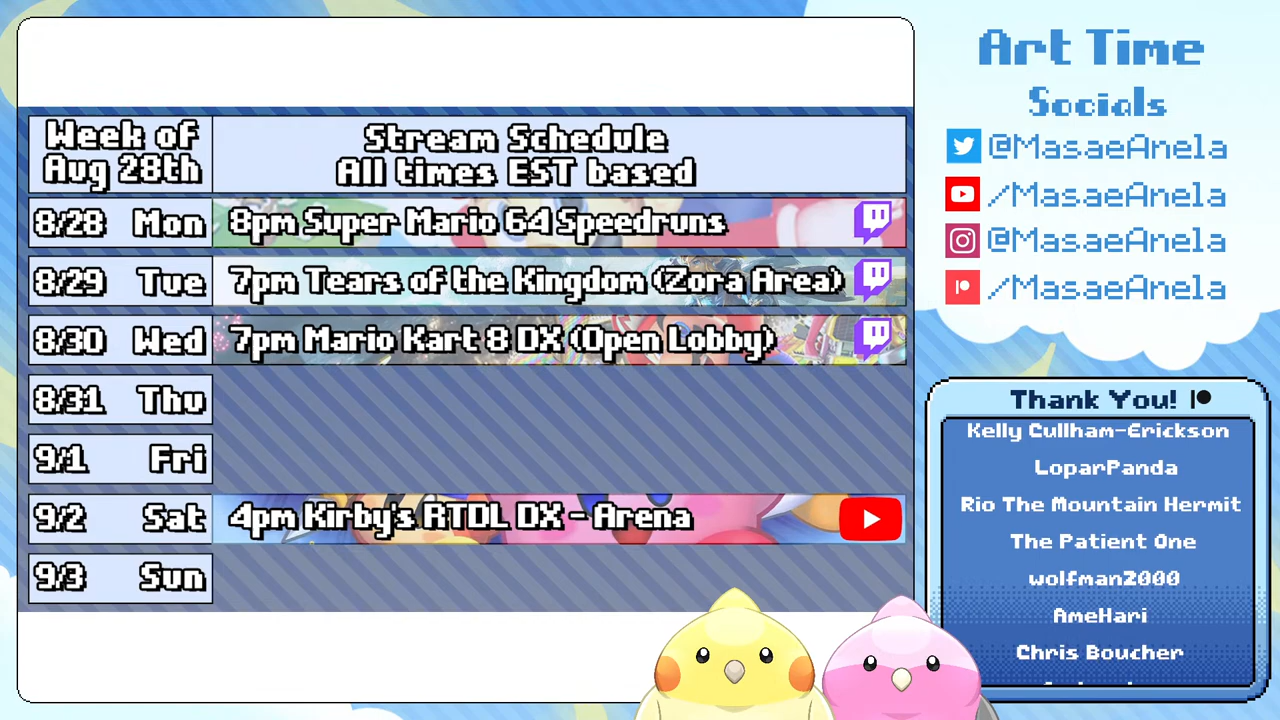 Week of
Aug 28th
Stream Schedule
All times EST based
8/28 Mon 8pm Super Mario 64 Speedruns
8/29 Tue 7pm Tears of the Kingdom (Zora Area)
8/30 Wed 7pm Mario Kart 8 DX (Open Lobby)
8/31 Thu
9/1 Fri
9/2 Sat 4pm Kirby's RTDL DX - Arena
9/3 Sun
Art Time
Socials
@MasaeAnela
/MasaeAnela
@MasaeAnela
/MasaeAnela
Thank You!
Kelly Cullham-Erickson
LoparPanda
Rio The Mountain Hermit
The Patient One
wolfman2000
AmeHari
Chris Boucher